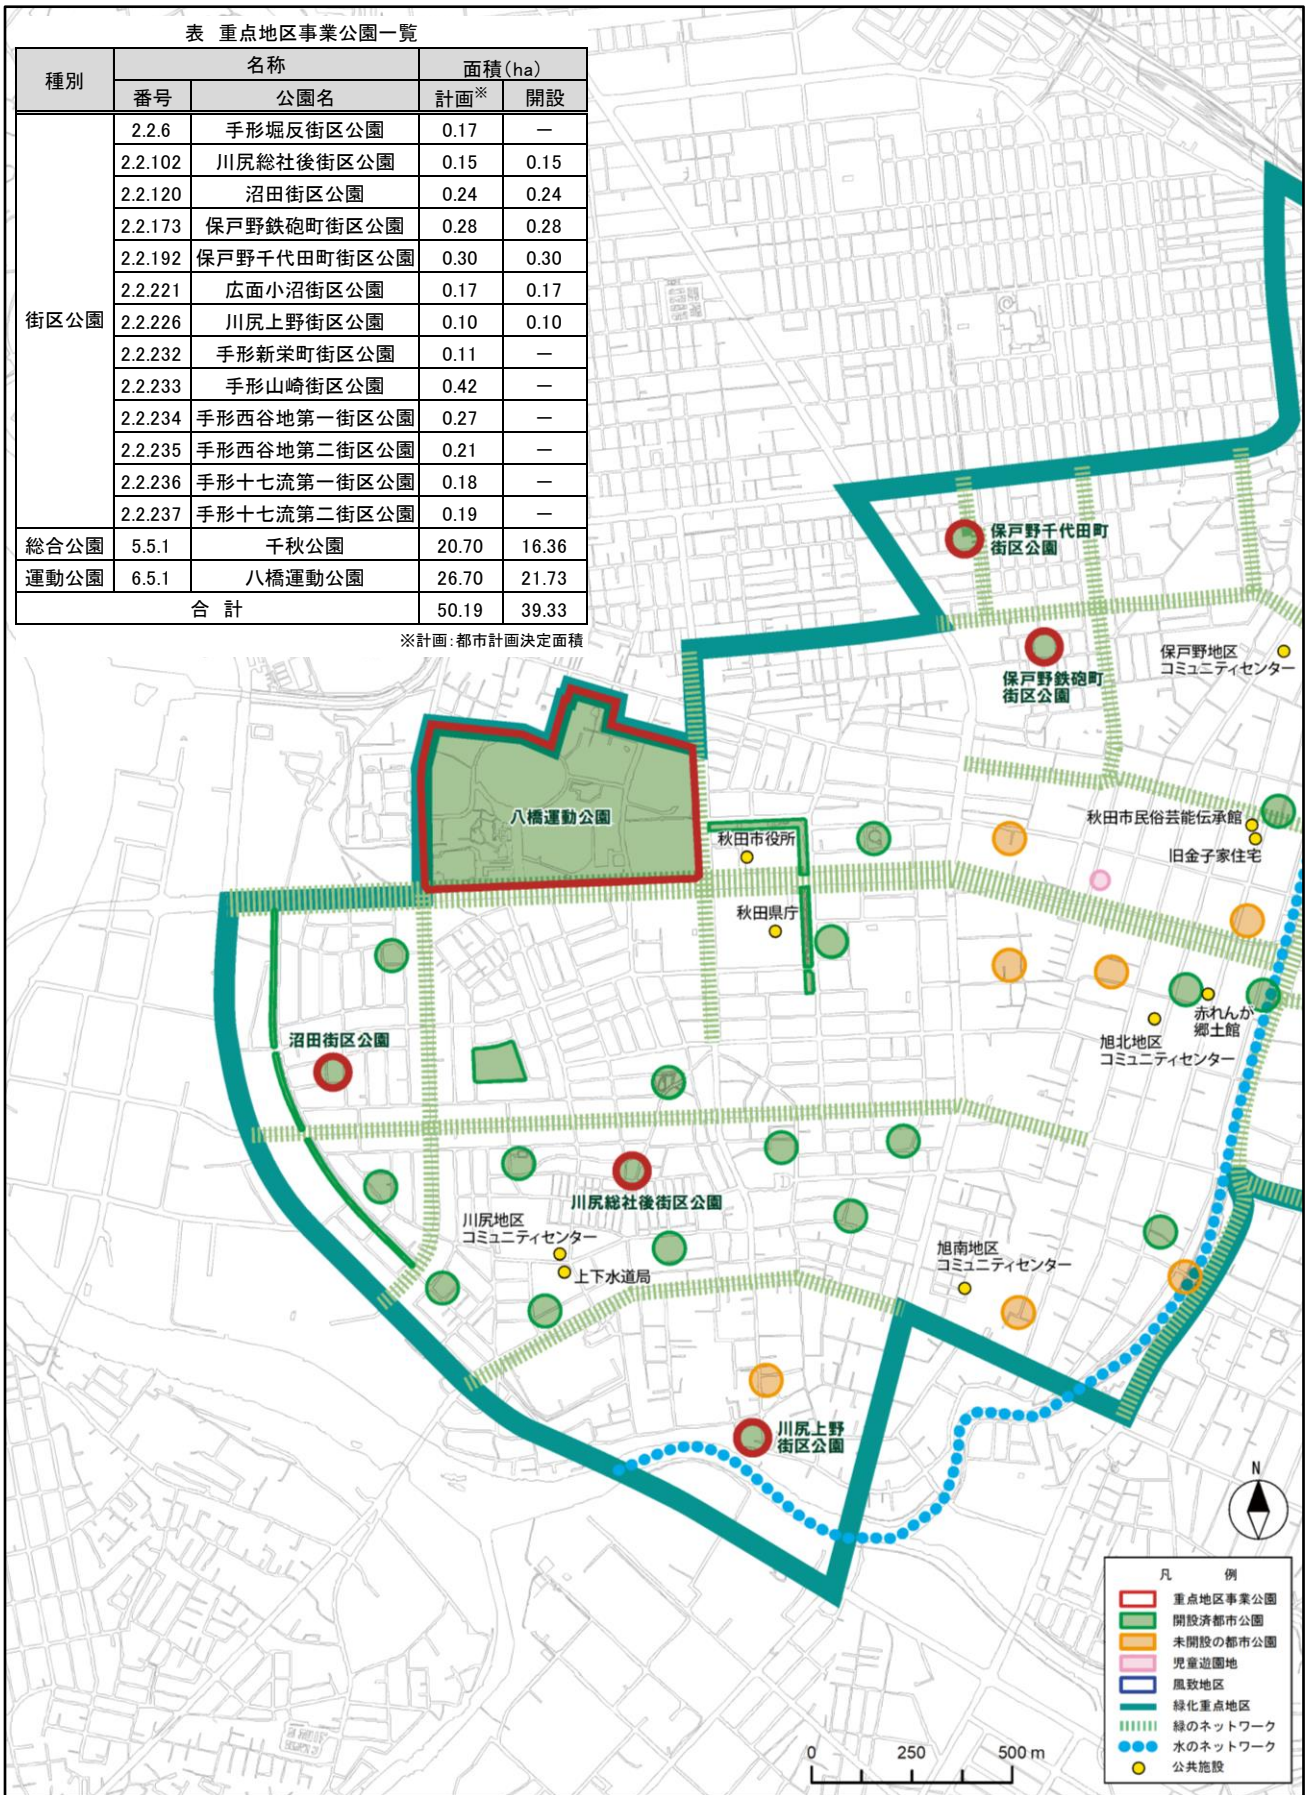 表 重点地区事業公園一覧
種別 名称 面積(ha)
番号 公園名 計画※ 開設
街区公園
2.2.6 手形堀反街区公園 0.17 ―
2.2.102 川尻総社後街区公園 0.15 0.15
2.2.120 沼田街区公園 0.24 0.24
2.2.173 保戸野鉄砲町街区公園 0.28 0.28
2.2.192 保戸野千代田町街区公園 0.30 0.30
2.2.221 広面小沼街区公園 0.17 0.17
2.2.226 川尻上野街区公園 0.10 0.10
2.2.232 手形新栄町街区公園 0.11 ―
2.2.233 手形山崎街区公園 0.42 ―
2.2.234 手形西谷地第一街区公園 0.27 ―
2.2.235 手形西谷地第二街区公園 0.21 ―
2.2.236 手形十七流第一街区公園 0.18 ―
2.2.237 手形十七流第二街区公園 0.19 ―
総合公園 5.5.1 千秋公園 20.70 16.36
運動公園 6.5.1 八橋運動公園 26.70 21.73
合 計 50.19 39.33
※計画:都市計画決定面積
保戸野千代田町
街区公園
保戸野鉄砲町
街区公園
保戸野地区
コミュニティセンター
八橋運動公園
秋田市役所
秋田市民俗芸能伝承館
旧金子家住宅
秋田県庁
赤れんが
郷土館
旭北地区
コミュニティセンター
沼田街区公園
川尻総社後街区公園
川尻地区
コミュニティセンター
上下水道局
旭南地区
コミュニティセンター
川尻上野
街区公園
N
凡 例
重点地区事業公園
開設済都市公園
未開設の都市公園
児童遊園地
風致地区
緑化重点地区
緑のネットワーク
水のネットワーク
公共施設
0 250 500 m